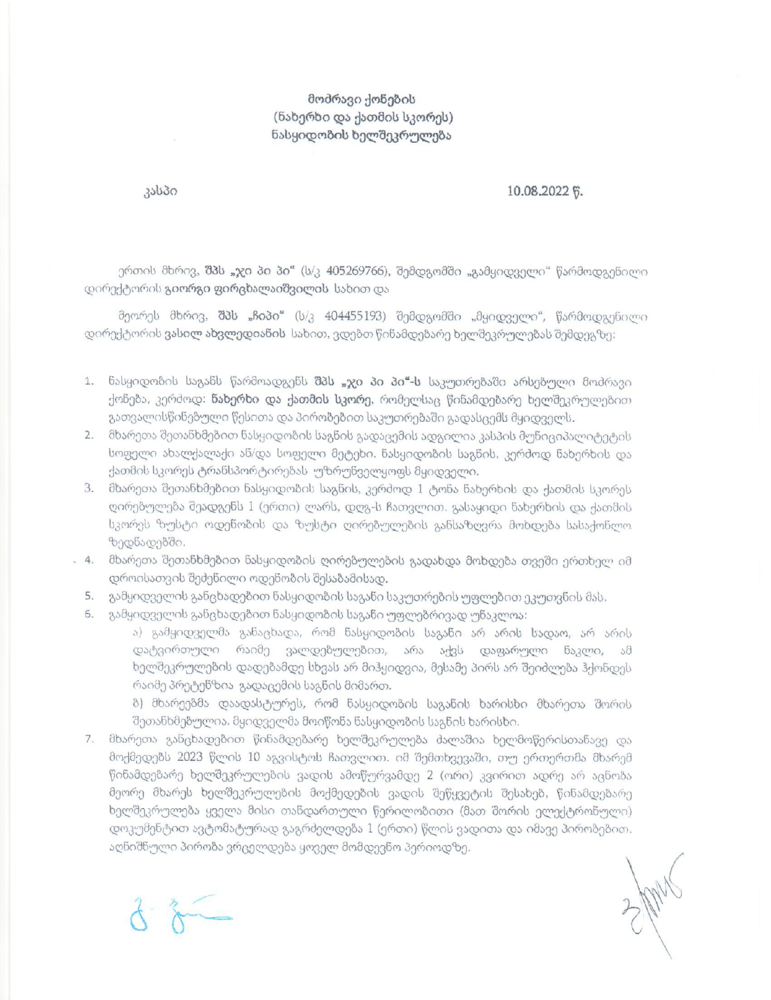 მოძრავი ქონების
(ნახერხი და ქათმის სკორეს)
ნასყიდობის ხელშეკრულება
კასპი 10.08.2022 წ.
ერთის მხრივ, შპს „ჯი პი პი“ (ს/კ 405269766), შემდგომში „გამყიდველი“ წარმოდგენილი
დირექტორის გიორგი ფირცხალაიშვილის სახით და
მეორეს მხრივ, შპს „ჩიპი“ (ს/კ 404455193) შემდგომში „მყიდველი“, წარმოდგენილი
დირექტორის ვასილ ახვლედიანის სახით, ვდებთ წინამდებარე ხელშეკრულებას შემდეგზე:
1. ნასყიდობის საგანს წარმოადგენს შპს „ჯი პი პი“-ს საკუთრებაში არსებული მოძრავი
ქონება, კერძოდ: ნახერხი და ქათმის სკორე, რომელსაც წინამდებარე ხელშეკრულებით
გათვალისწინებული წესითა და პირობებით საკუთრებაში გადასცემს მყიდველს.
2. მხარეთა შეთანხმებით ნასყიდობის საგნის გადაცემის ადგილია კასპის მუნიციპალიტეტის
სოფელი ახალქალაქი ან/და სოფელი მეტეხი. ნასყიდობის საგნის, კერძოდ ნახერხის და
ქათმის სკორეს ტრანსპორტირებას უზრუნველყოფს მყიდველი.
3. მხარეთა შეთანხმებით ნასყიდობის საგნის, კერძოდ 1 ტონა ნახერხის და ქათმის სკორეს
ღირებულება შეადგენს 1 (ერთი) ლარს, დღგ-ს ჩათვლით. გასაყიდი ნახერხის და ქათმის
სკორეს ზუსტი ოდენობის და ზუსტი ღირებულების განსაზღვრა მოხდება სასაქონლო
ზედნადებში.
4. მხარეთა შეთანხმებით ნასყიდობის ღირებულების გადახდა მოხდება თვეში ერთხელ იმ
დროისათვის შეძენილი ოდენობის შესაბამისად.
5. გამყიდველის განცხადებით ნასყიდობის საგანი საკუთრების უფლებით ეკუთვნის მას.
6. გამყიდველის განცხადებით ნასყიდობის საგანი უფლებრივად უნაკლოა:
ა) გამყიდველმა განაცხადა, რომ ნასყიდობის საგანი არ არის სადაო, არ არის
დატვირთული რაიმე ვალდებულებით, არა აქვს დაფარული ნაკლი, ამ
ხელშეკრულების დადებამდე სხვას არ მიჰყიდვია, მესამე პირს არ შეიძლება ჰქონდეს
რაიმე პრეტენზია გადაცემის საგნის მიმართ.
ბ) მხარეებმა დაადასტურეს, რომ ნასყიდობის საგანის ხარისხი მხარეთა შორის
შეთანხმებულია. მყიდველმა მოიწონა ნასყიდობის საგნის ხარისხი.
7. მხარეთა განცხადებით წინამდებარე ხელშეკრულება ძალაშია ხელმოწერისთანავე და
მოქმედებს 2023 წლის 10 აგვისტოს ჩათვლით. იმ შემთხვევაში, თუ ერთერთმა მხარემ
წინამდებარე ხელშეკრულების ვადის ამოწურვამდე 2 (ორი) კვირით ადრე არ აცნობა
მეორე მხარეს ხელშეკრულების მოქმედების ვადის შეწყვეტის შესახებ, წინამდებარე
ხელშეკრულება ყველა მისი თანდართული წერილობითი (მათ შორის ელექტრონული)
დოკუმენტით ავტომატურად გაგრძელდება 1 (ერთი) წლის ვადითა და იმავე პირობებით.
აღნიშნული პირობა ვრცელდება ყოველ მომდევნო პერიოდზე.